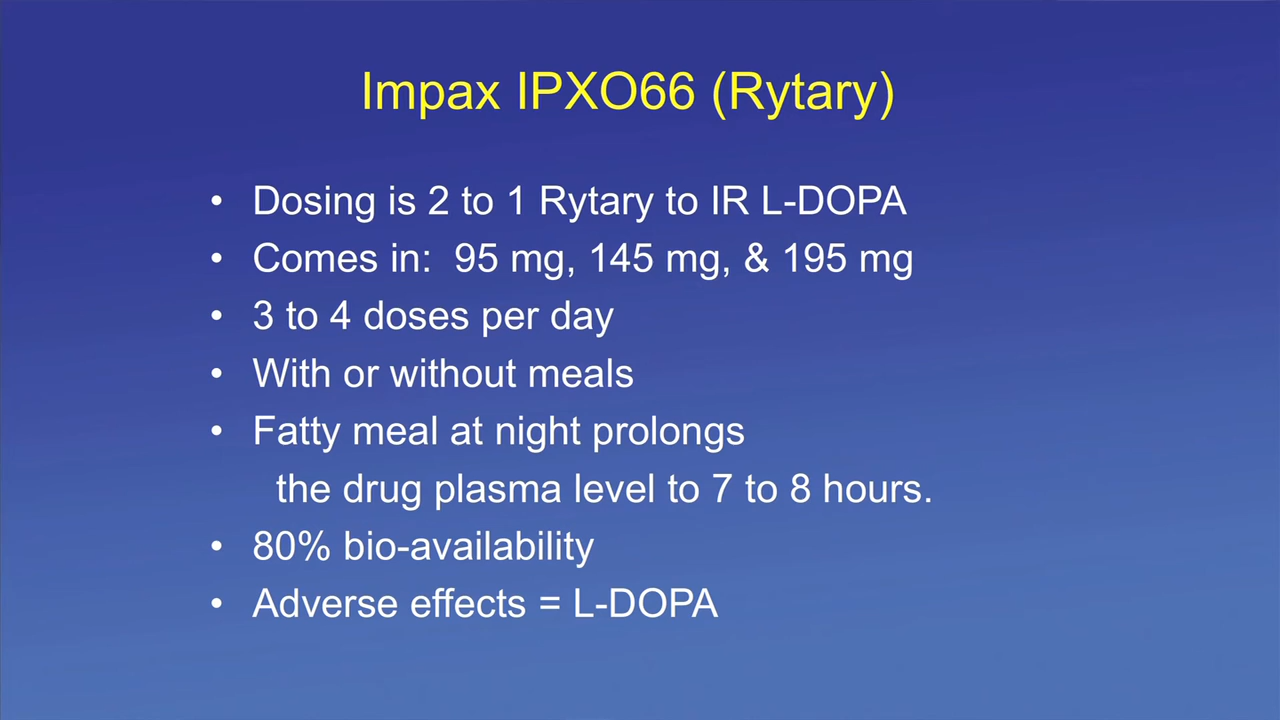 Impax IPXO66 (Rytary)
• Dosing is 2 to 1 Rytary to IR L-DOPA
• Comes in:  95 mg, 145 mg, & 195 mg
• 3 to 4 doses per day
• With or without meals
• Fatty meal at night prolongs
the drug plasma level to 7 to 8 hours.
• 80% bio-availability
• Adverse effects = L-DOPA